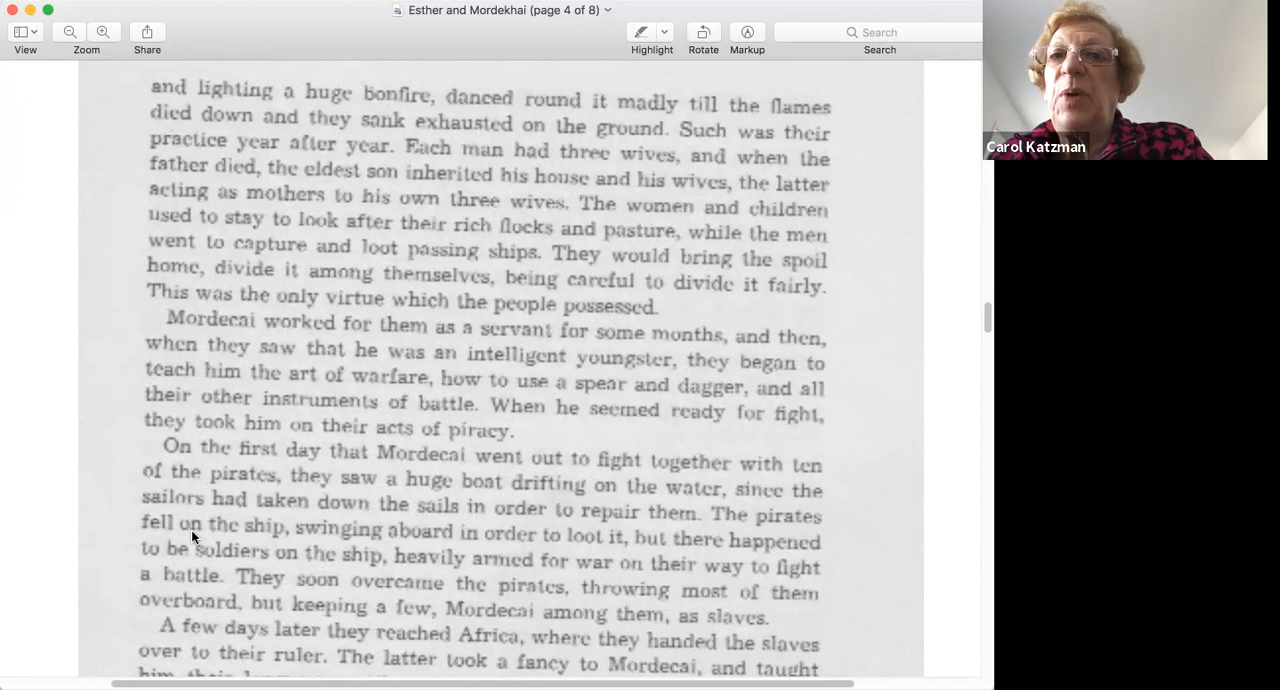 Esther and Mordekhai (page 4 of 8)
View
Zoom
Share
Highlight
Rotate
Markup
Search
Search
and lighting a huge bonfire, danced round it madly till the flames
died down and they sank exhausted on the ground. Such was their
practice year after year. Each man had three wives, and when the
father died, the eldest son inherited his house and his wives, the latter
acting as mothers to his own three wives. The women and children
used to stay to look after their rich flocks and pasture, while the men
went to capture and loot passing ships. They would bring the spoil
home, divide it among themselves, being careful to divide it fairly.
This was the only virtue which the people possessed.
Mordecai worked for them as a servant for some months, and then,
when they saw that he was an intelligent youngster, they began to
teach him the art of warfare, how to use a spear and dagger, and all
their other instruments of battle. When he seemed ready for fight,
they took him on their acts of piracy.
On the first day that Mordecai went out to fight together with ten
of the pirates, they saw a huge boat drifting on the water, since the
sailors had taken down the sails in order to repair them. The pirates
fell on the ship, swinging aboard in order to loot it, but there happened
to be soldiers on the ship, heavily armed for war on their way to fight
a battle. They soon overcame the pirates, throwing most of them
overboard, but keeping a few, Mordecai among them, as slaves.
A few days later they reached Africa, where they handed the slaves
over to their ruler. The latter took a fancy to Mordecai, and taught
him their
Carol Katzman